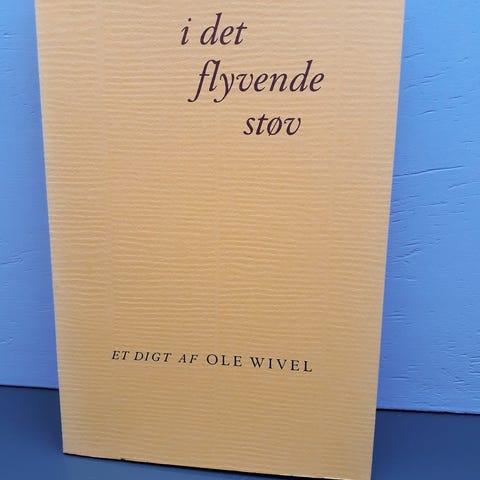 i det
flyvende
støv
ET DIGT AF OLE WIVEL